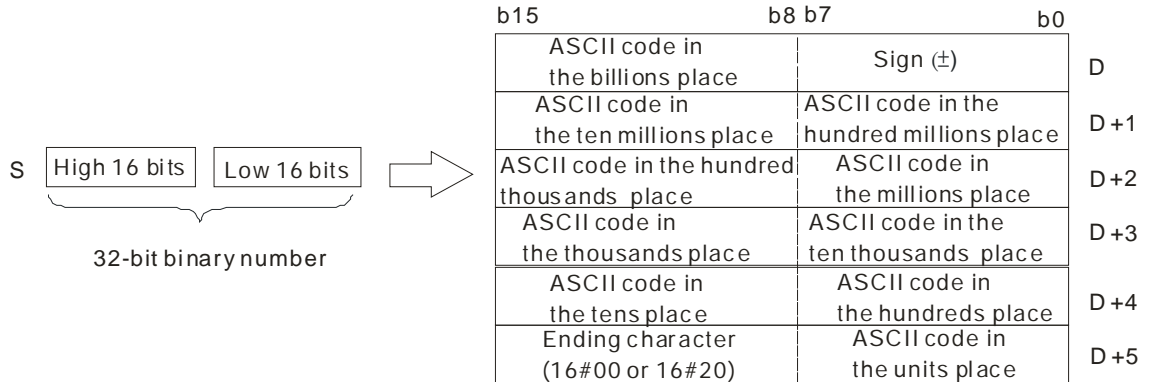 b15 b8 b7 b0
ASCII code in
the billions place
Sign (±)
D
ASCII code in
the ten millions place
ASCII code in the
hundred millions place
D+1
ASCII code in the hundred
thousands place
ASCII code in
the millions place
D+2
ASCII code in
the thousands place
ASCII code in the
ten thousands place
D+3
ASCII code in
the tens place
ASCII code in
the hundreds place
D+4
Ending character
(16#00 or 16#20)
ASCII code in
the units place
D+5
S
High 16 bits
Low 16 bits
32-bit binary number